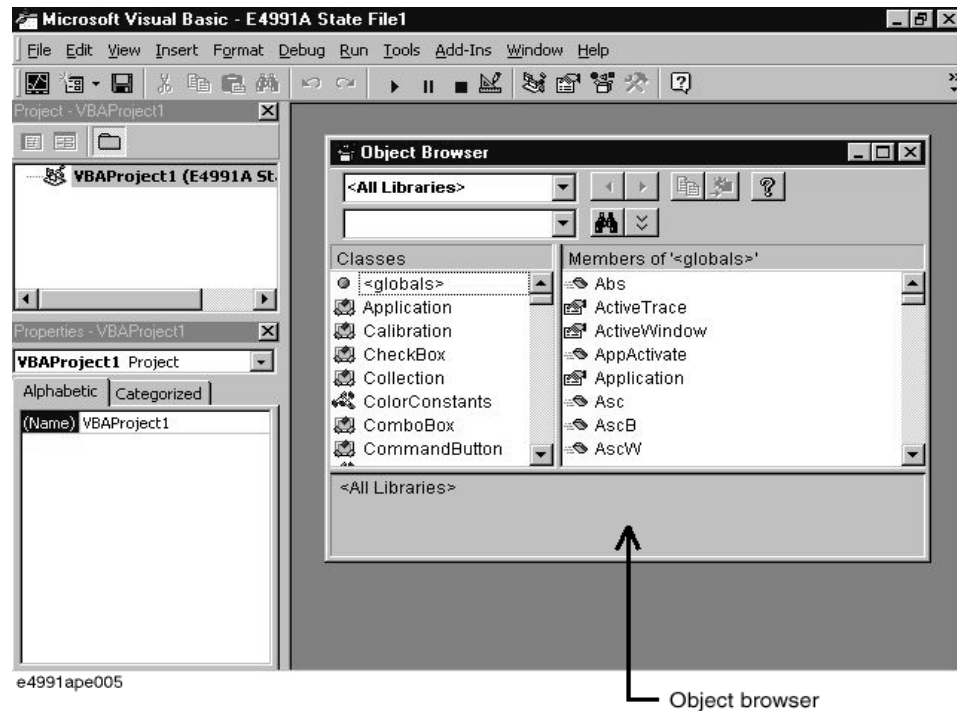 Microsoft Visual Basic - E4991A State File1
File Edit View Insert Format Debug Run Tools Add-Ins Window Help
Project - VBAProject1
VBAProject1 (E4991A St
Properties - VBAProject1
VBAProject1 Project
Alphabetic Categorized
(Name) VBAProject1
Object Browser
<All Libraries>
Classes
<globals>
Application
Calibration
CheckBox
Collection
ColorConstants
ComboBox
CommandButton
Members of '<globals>'
Abs
ActiveTrace
ActiveWindow
AppActivate
Application
Asc
AscB
AscW
<All Libraries>
e4991ape005
Object browser